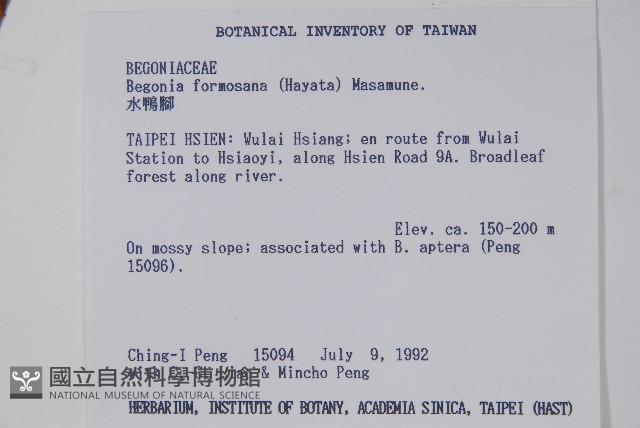 BOTANICAL INVENTORY OF TAIWAN
BEGONIACEAE
Begonia formosana (Hayata) Masamune.
水鴨腳
TAIPEI HSIEN: Wulai Hsiang; en route from Wulai
Station to Hsiaoyi, along Hsien Road 9A. Broadleaf
forest along river.
Elev. ca. 150-200 m
On mossy slope; associated with B. aptera (Peng
15096).
Ching-I Peng 15094 July 9, 1992
& Mincho Peng
國立自然科學博物館
NATIONAL MUSEUM OF NATURAL SCIENCE
HERBARIUM, INSTITUTE OF BOTANY, ACADEMIA SINICA, TAIPEI (HAST)